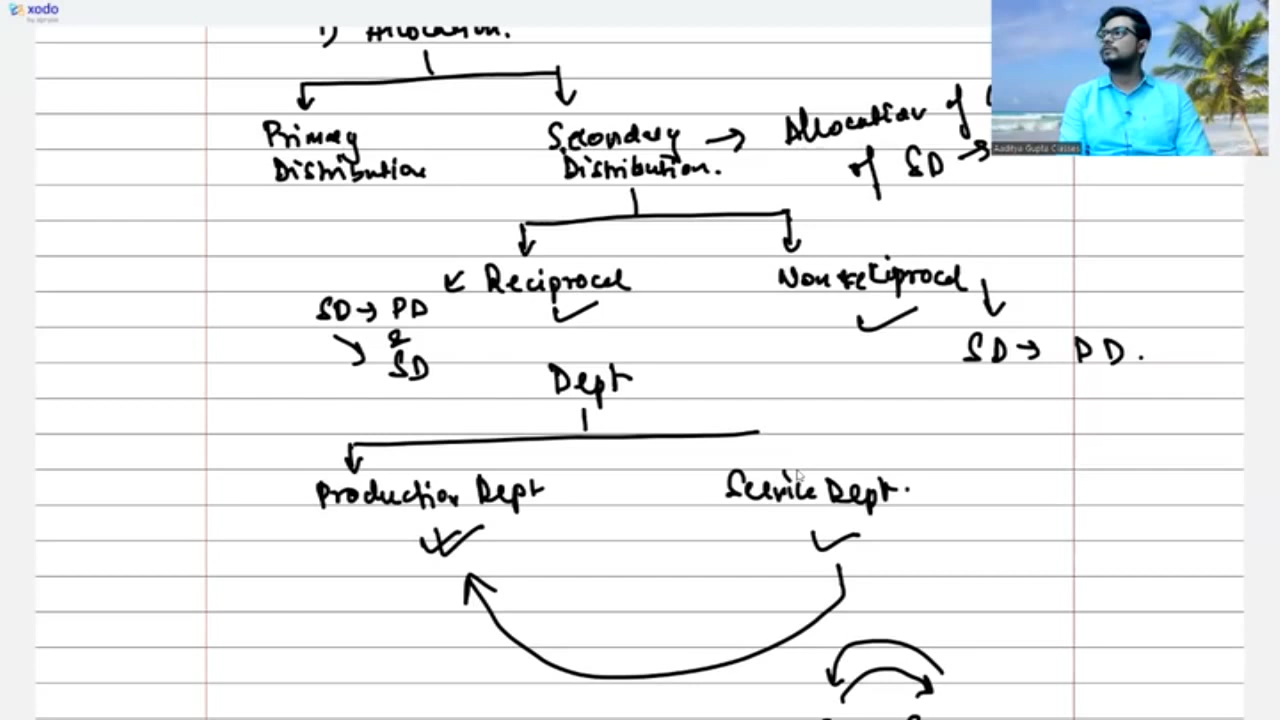 xodo
1) Allocation.
Primary
Distribution
Secondary
Distribution.
→ Allocation of
of SD →
Reciprocal
Non reciprocal
SD → PD
&
SD
SD → PD.
Dept
Production Dept
Service Dept.
Aaditya Gupta Classes